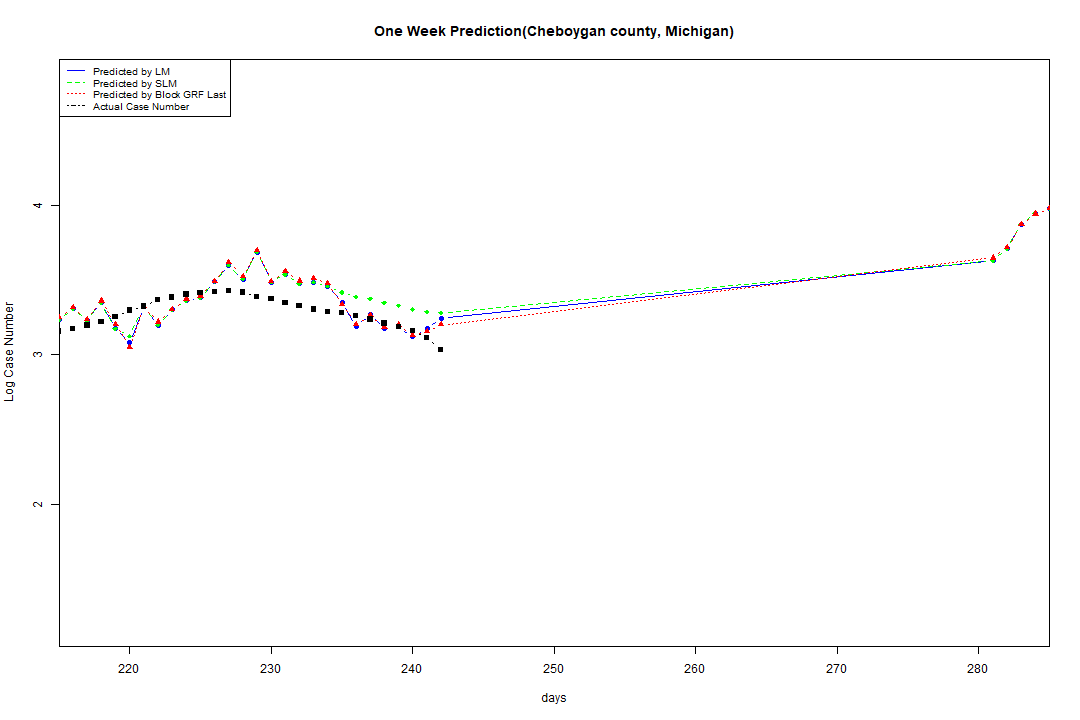 One Week Prediction(Cheboygan county, Michigan)
Predicted by LM
Predicted by SLM
Predicted by Block GRF Last
Actual Case Number
4
3
2
Log Case Number
220 230 240 250 260 270 280
days